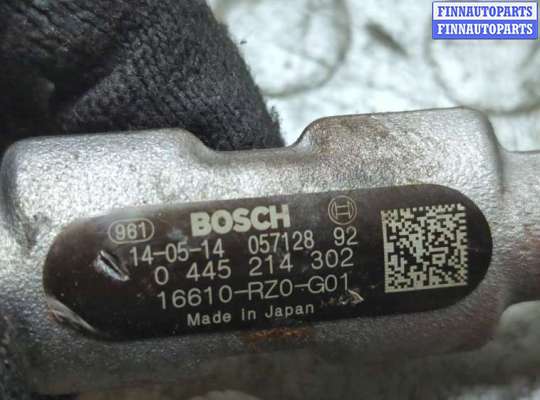 FINNAUTOPARTS
FINNAUTOPARTS
961 BOSCH
14-05-14 057128 92
0 445 214 302
16610-RZ0-G01
Made in Japan